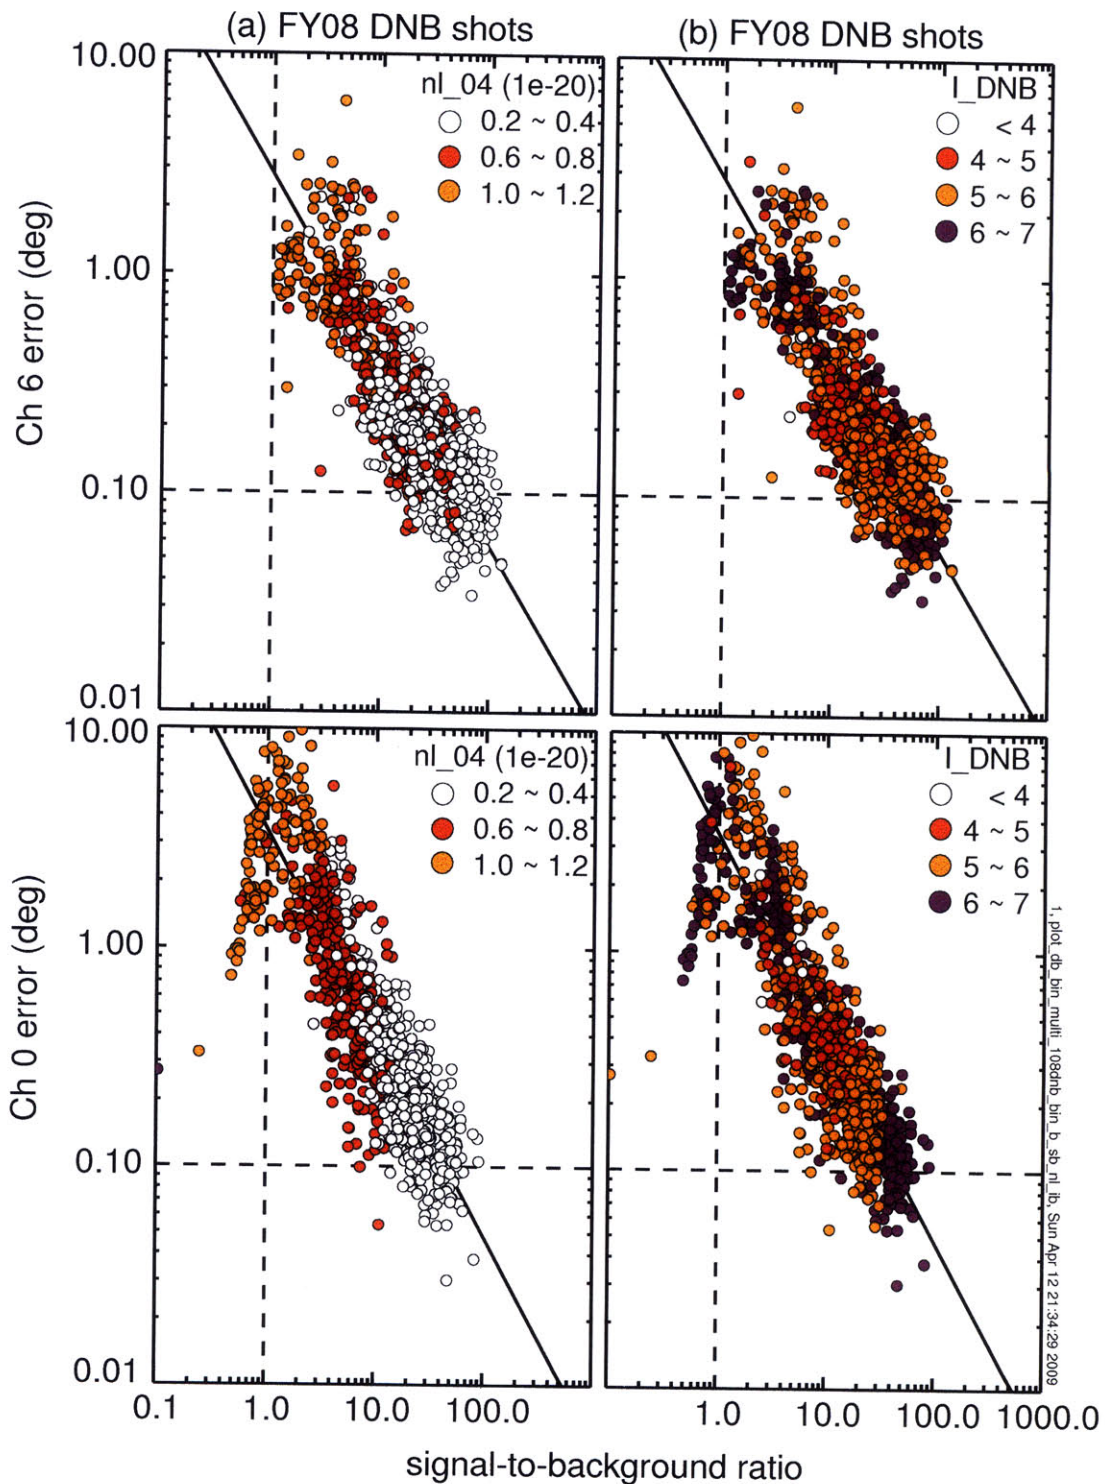 (a) FY08 DNB shots
(b) FY08 DNB shots
10.00
1.00
0.10
0.01
Ch 6 error (deg)
nl_04 (1e-20)
0.2 ~ 0.4
0.6 ~ 0.8
1.0 ~ 1.2
I_DNB
< 4
4 ~ 5
5 ~ 6
6 ~ 7
10.00
1.00
0.10
0.01
Ch 0 error (deg)
nl_04 (1e-20)
0.2 ~ 0.4
0.6 ~ 0.8
1.0 ~ 1.2
I_DNB
< 4
4 ~ 5
5 ~ 6
6 ~ 7
0.1 1.0 10.0 100.0
1.0 10.0 100.0 1000.0
signal-to-background ratio
1, plot_db_bin_multi_108dnb_bin_b_sb_nl_ib, Sun Apr 12 21:34:29 2009